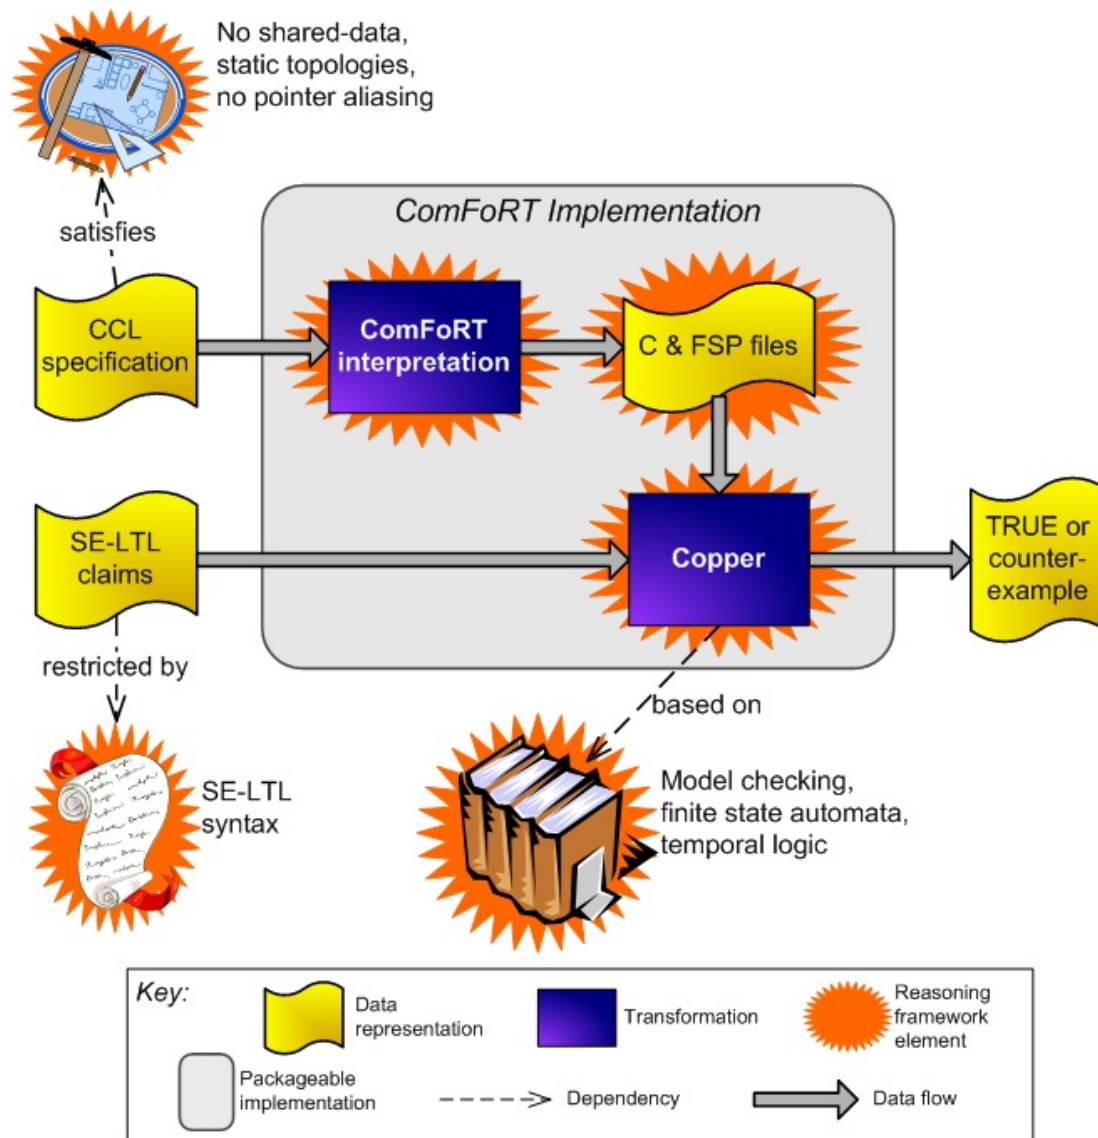 No shared-data,
static topologies,
no pointer aliasing
satisfies
ComFoRT Implementation
CCL
specification
ComFoRT
interpretation
C & FSP files
SE-LTL
claims
Copper
TRUE or
counter-
example
restricted by
based on
SE-LTL
syntax
Model checking,
finite state automata,
temporal logic
Key:
Data
representation
Transformation
Reasoning
framework
element
Packageable
implementation
Dependency
Data flow